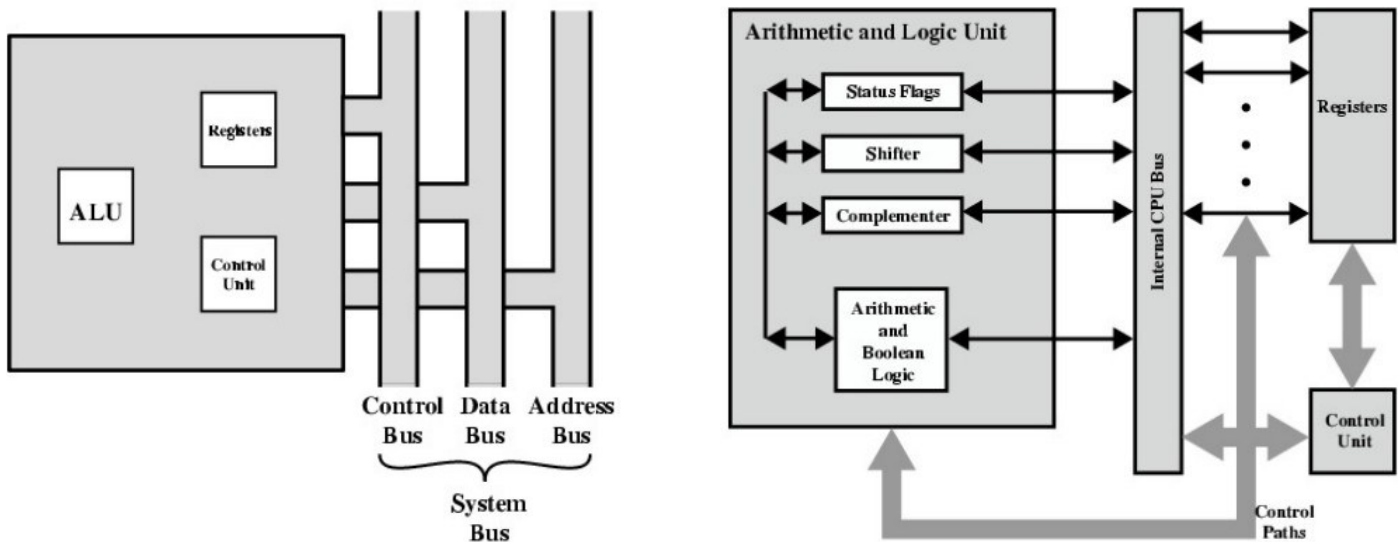 Registers
ALU
Control
Unit
Control
Bus
Data
Bus
Address
Bus
System
Bus
Arithmetic and Logic Unit
Status Flags
Shifter
Complementer
Arithmetic
and
Boolean
Logic
Internal CPU Bus
Registers
Control
Unit
Control
Paths